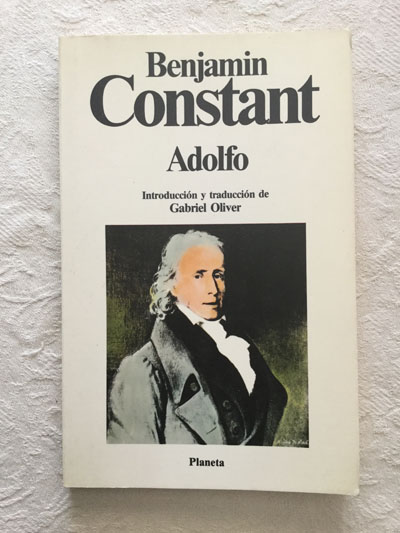 Benjamin
Constant
Adolfo
Introducción y traducción de
Gabriel Oliver
Planeta